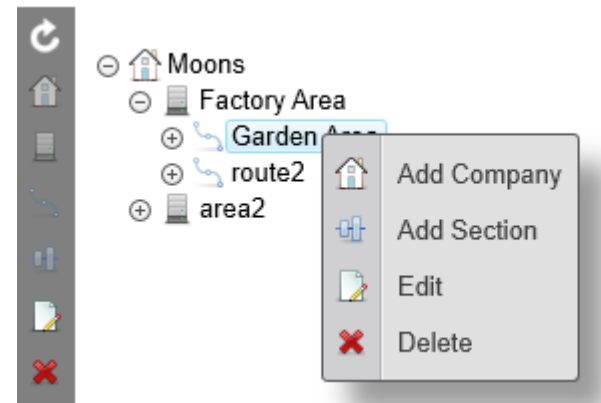 Moons
Factory Area
Garden Area
route2
area2
Add Company
Add Section
Edit
Delete